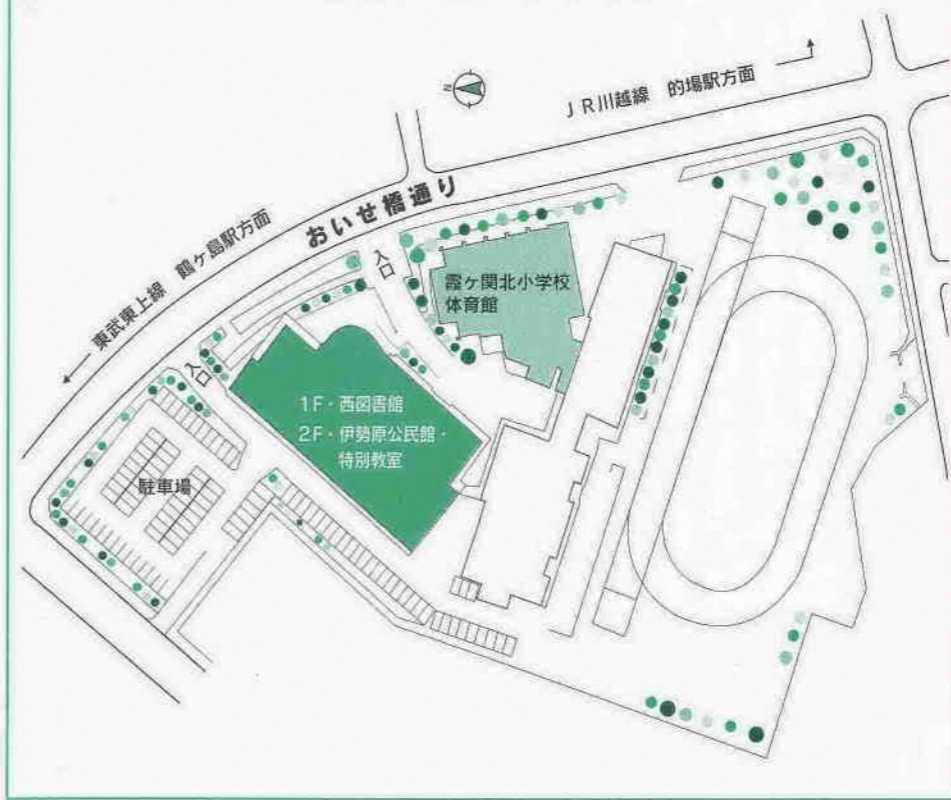 N
JR川越線 的場駅方面
おいせ橋通り
東武東上線 鶴ヶ島駅方面
入口
霞ヶ関北小学校
体育館
入口
1F・西図書館
2F・伊勢原公民館・
特別教室
駐車場